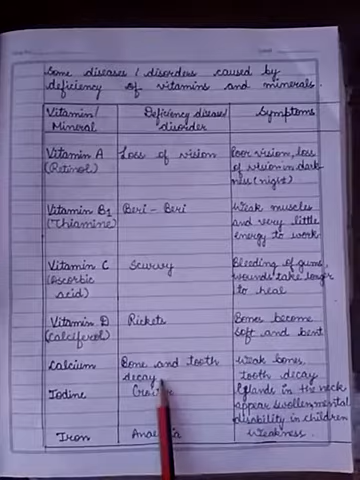 Some diseases / disorders caused by
deficiency of vitamins and minerals.
Vitamin/ Deficiency disease/ Symptoms
Mineral disorder
Vitamin A Loss of vision Poor vision, loss
(Retinol) of vision in dark-
ness (night)
Vitamin B1 Beri - Beri Weak muscles
(Thiamine) and very little
energy to work
Vitamin C Scurvy Bleeding of gums,
(Ascorbic wounds take longer
acid) to heal
Vitamin D Rickets Bones become
(Calciferol) soft and bent
Calcium Bone and tooth Weak bones,
decay tooth decay
Iodine Glands in the neck
appear swollen, mental
disability in children
Iron Weakness.